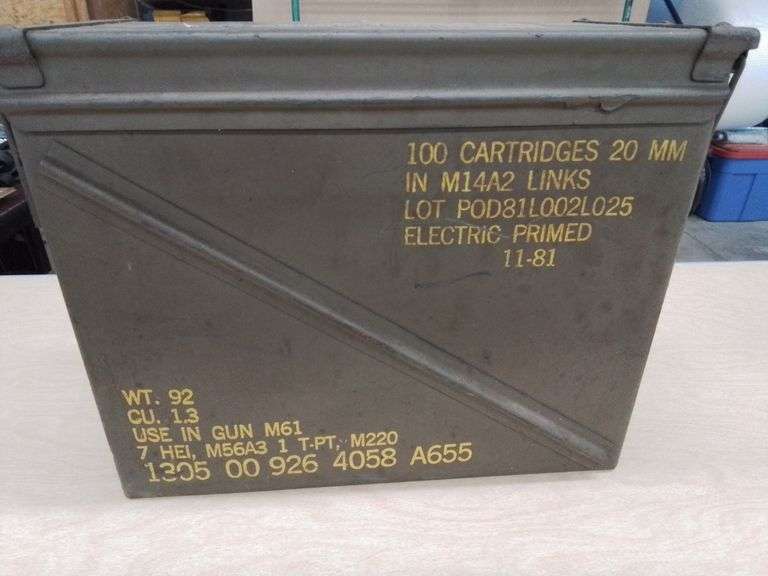 100 CARTRIDGES 20 MM
IN M14A2 LINKS
LOT POD81L002L025
ELECTRIC PRIMED
11-81
WT. 92
CU. 1.3
USE IN GUN M61
7 HEI, M56A3 1 T-PT, M220
1305 00 926 4058 A655